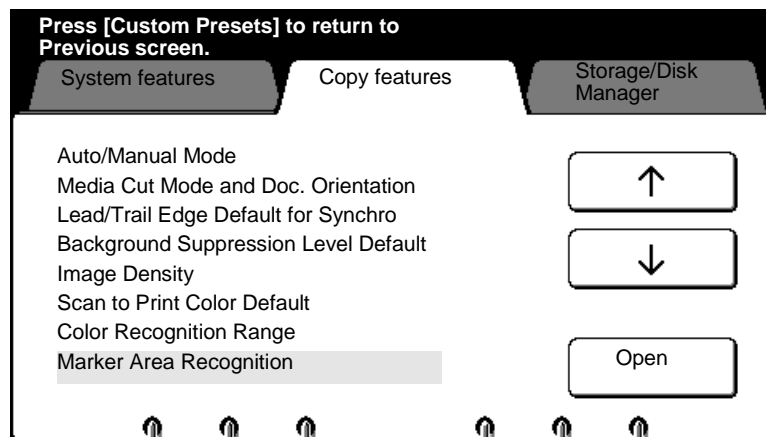 Press [Custom Presets] to return to
Previous screen.
System features
Copy features
Storage/Disk
Manager
Auto/Manual Mode
Media Cut Mode and Doc. Orientation
Lead/Trail Edge Default for Synchro
Background Suppression Level Default
Image Density
Scan to Print Color Default
Color Recognition Range
Marker Area Recognition
↑
↓
Open